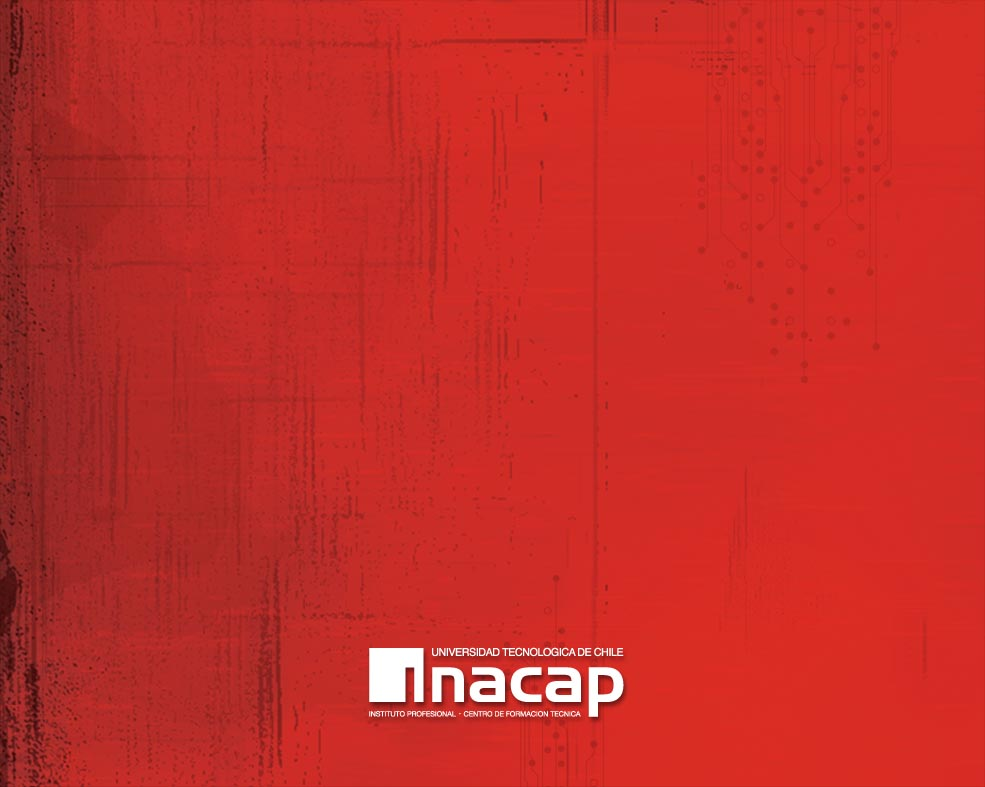 UNIVERSIDAD TECNOLOGICA DE CHILE
inacap
INSTITUTO PROFESIONAL - CENTRO DE FORMACION TECNICA